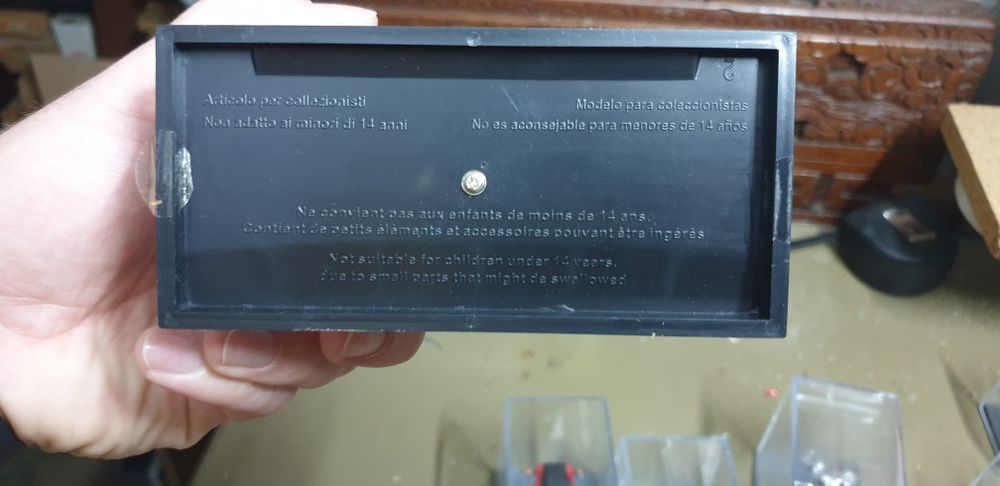 Articolo per collezionisti
Non adatto ai minori di 14 anni
Modelo para coleccionistas
No es aconsejable para menores de 14 años
Ne convient pas aux enfants de moins de 14 ans.
Contient de petits éléments et accessoires pouvant être ingérés
Not suitable for children under 14 years.
due to small parts that might be swallowed
2